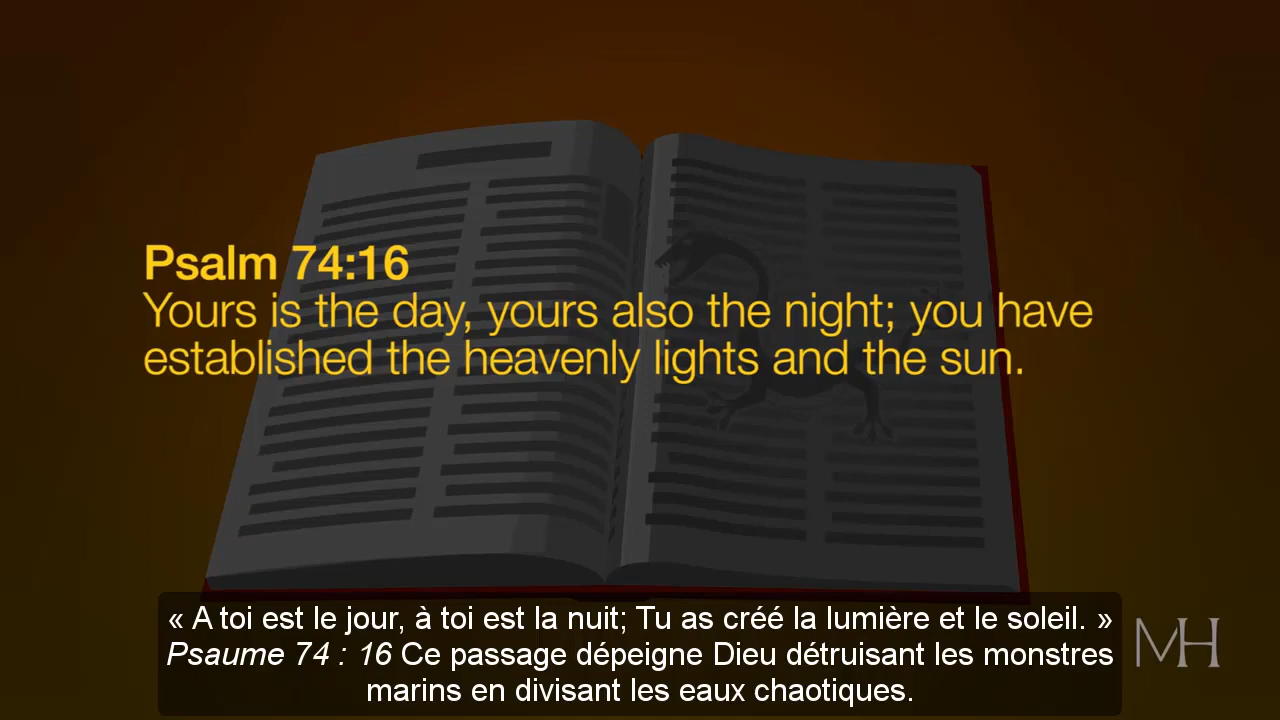 Psalm 74:16
Yours is the day, yours also the night; you have
established the heavenly lights and the sun.
« A toi est le jour, à toi est la nuit; Tu as créé la lumière et le soleil. »
Psaume 74 : 16 Ce passage dépeigne Dieu détruisant les monstres
marins en divisant les eaux chaotiques.
MH